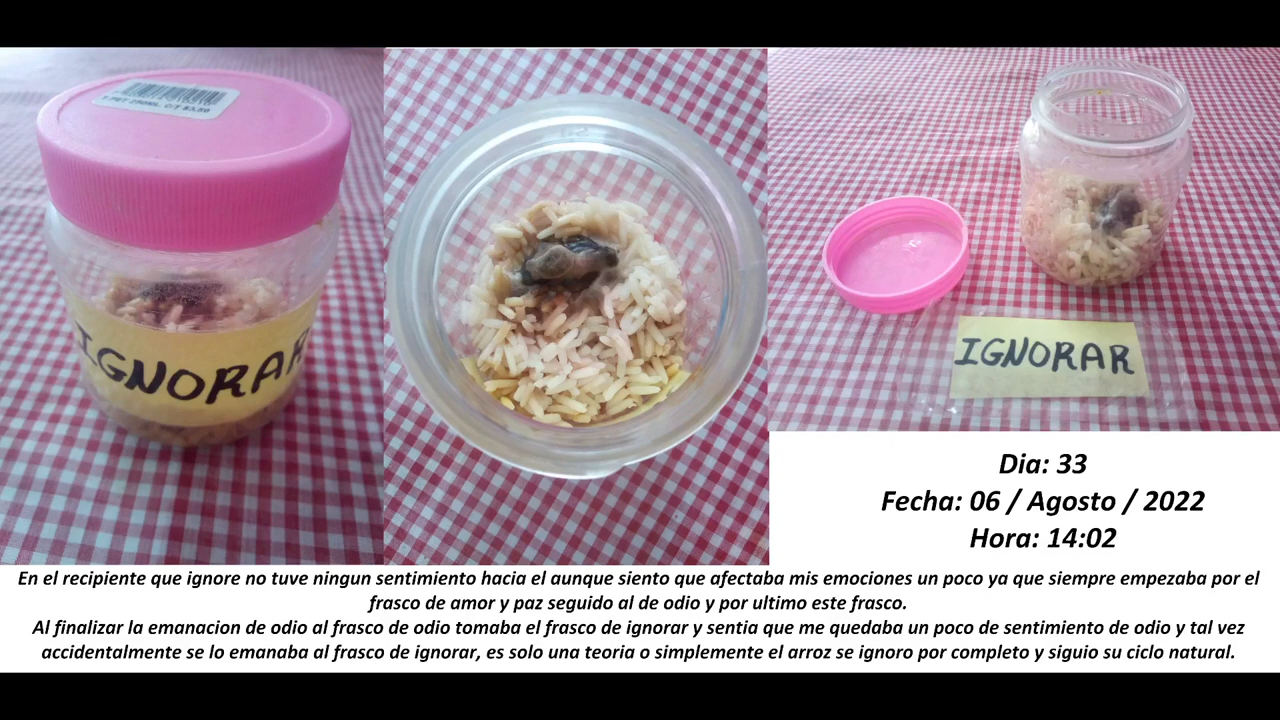 T PET 250ML. C/T $3.50
IGNORAR
IGNORAR
Dia: 33
Fecha: 06 / Agosto / 2022
Hora: 14:02
En el recipiente que ignore no tuve ningun sentimiento hacia el aunque siento que afectaba mis emociones un poco ya que siempre empezaba por el
frasco de amor y paz seguido al de odio y por ultimo este frasco.
Al finalizar la emanacion de odio al frasco de odio tomaba el frasco de ignorar y sentia que me quedaba un poco de sentimiento de odio y tal vez
accidentalmente se lo emanaba al frasco de ignorar, es solo una teoria o simplemente el arroz se ignoro por completo y siguio su ciclo natural.